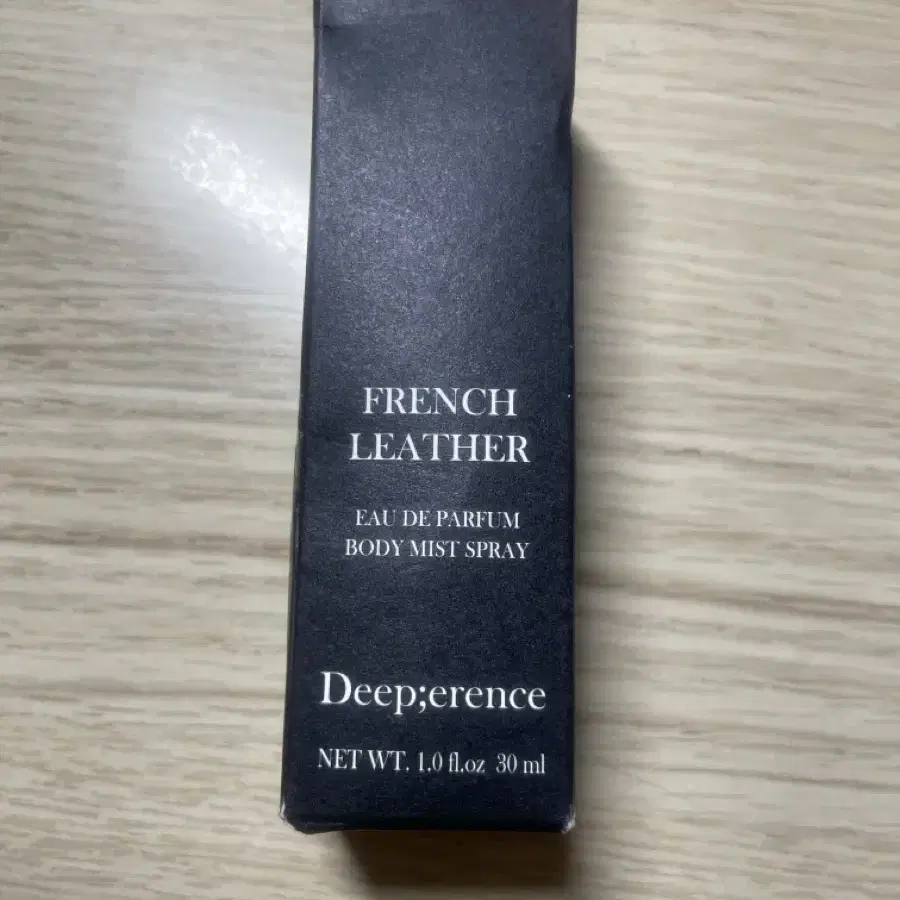 FRENCH
LEATHER
EAU DE PARFUM
BODY MIST SPRAY
Deep;erence
NET WT. 1.0 fl.oz 30 ml